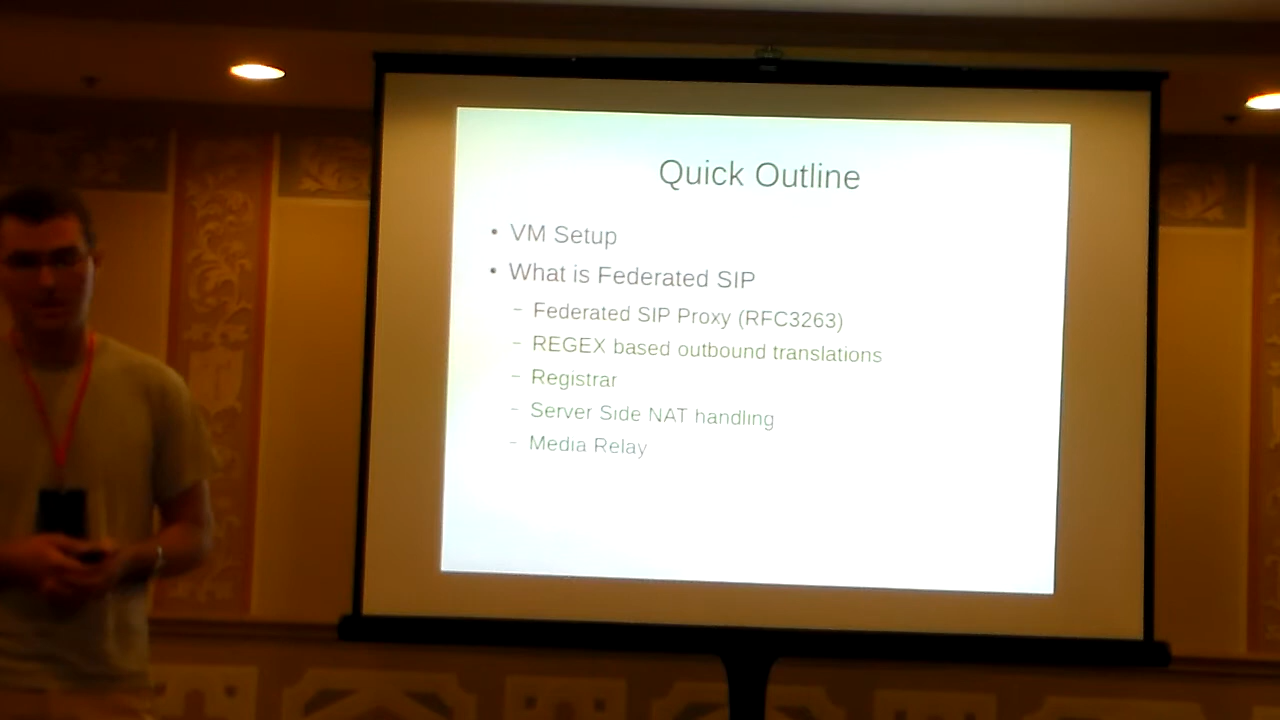 Quick Outline
• VM Setup
• What is Federated SIP
– Federated SIP Proxy (RFC3263)
– REGEX based outbound translations
– Registrar
– Server Side NAT handling
– Media Relay